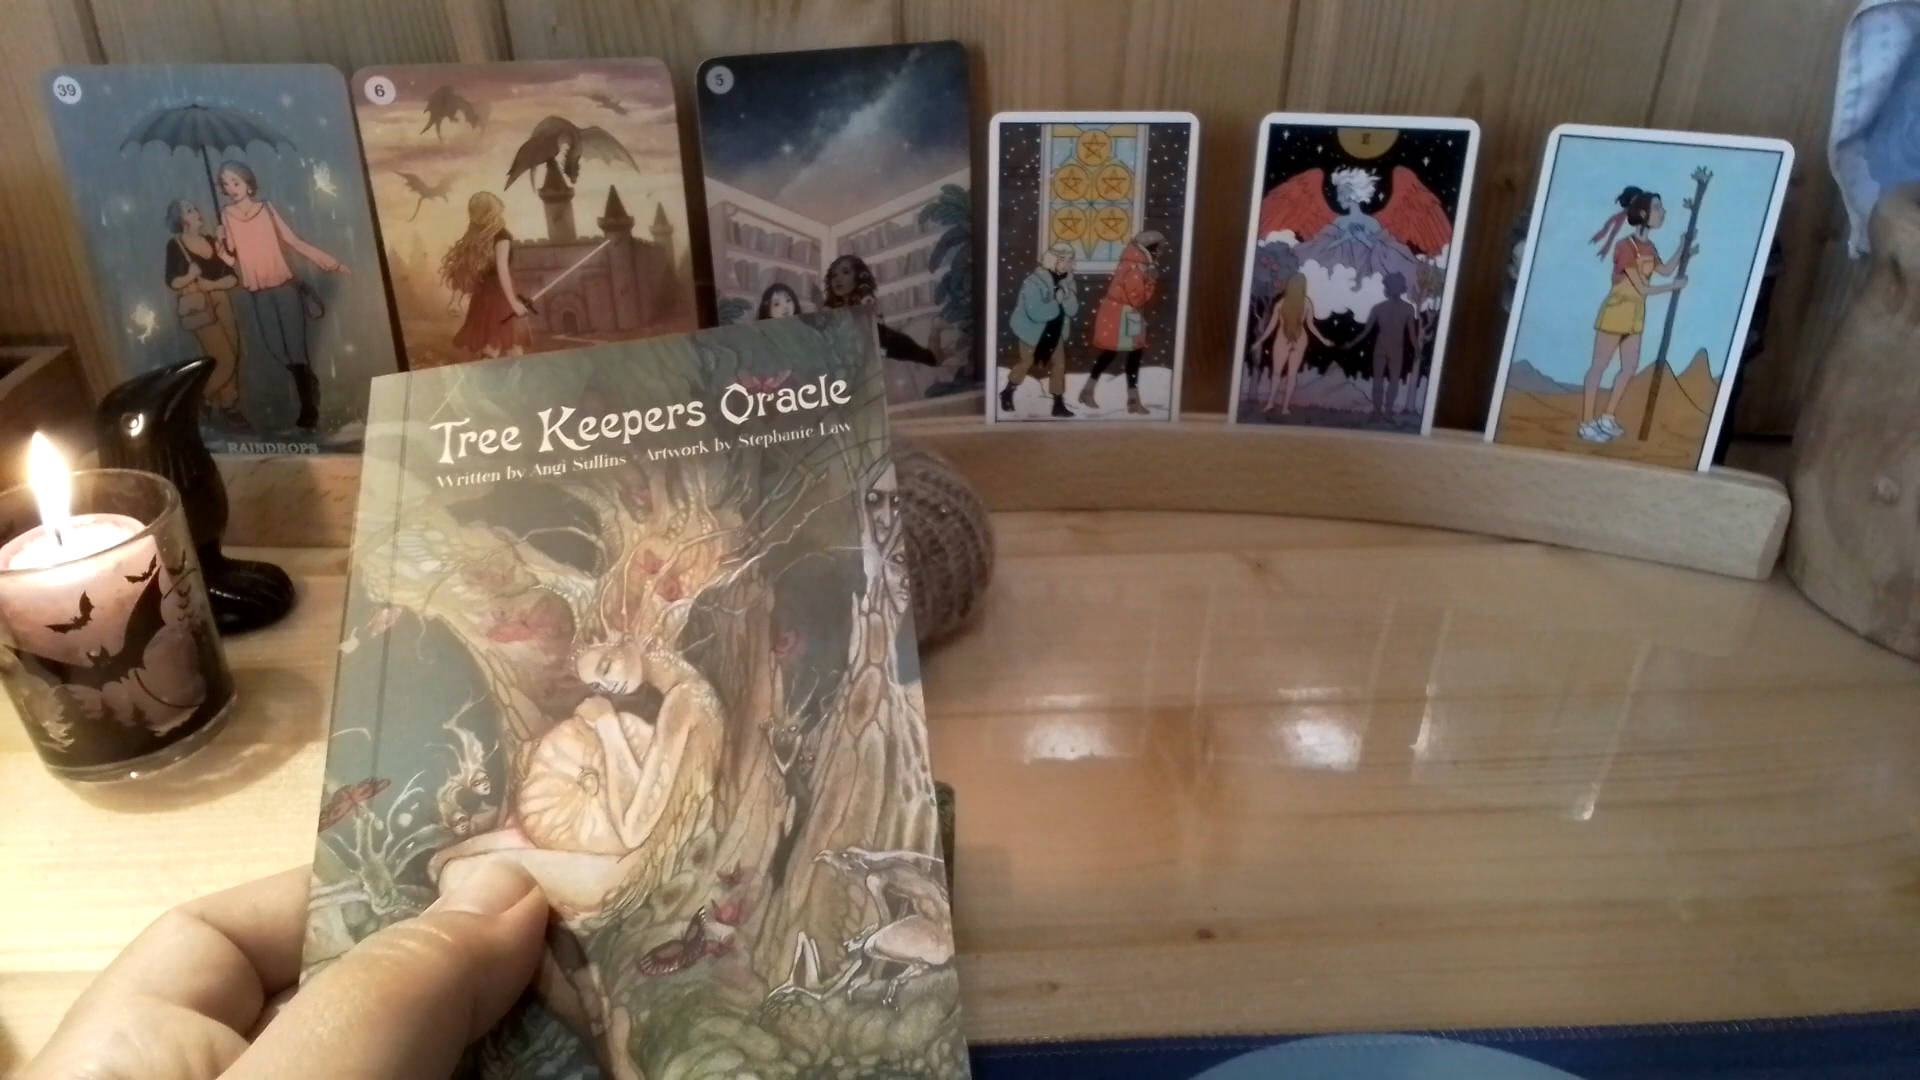 39
6
5
E
RAINDROPS
Tree Keepers Oracle
Written by Angi Sullins · Artwork by Stephanie Law